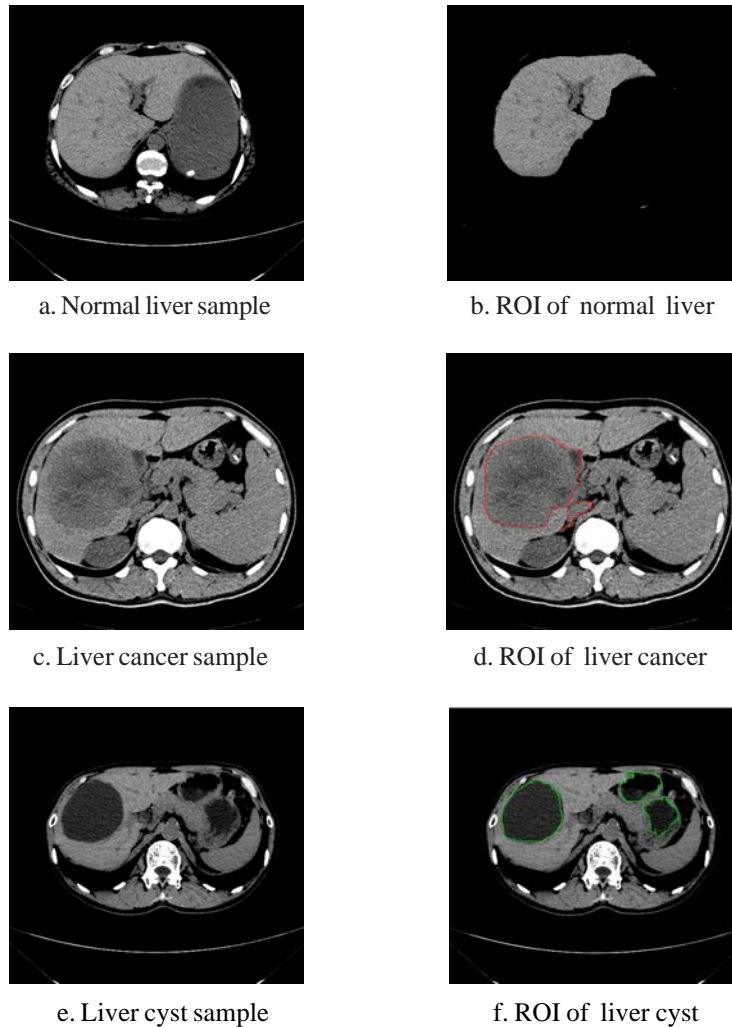 a. Normal liver sample
b. ROI of normal liver
c. Liver cancer sample
d. ROI of liver cancer
e. Liver cyst sample
f. ROI of liver cyst